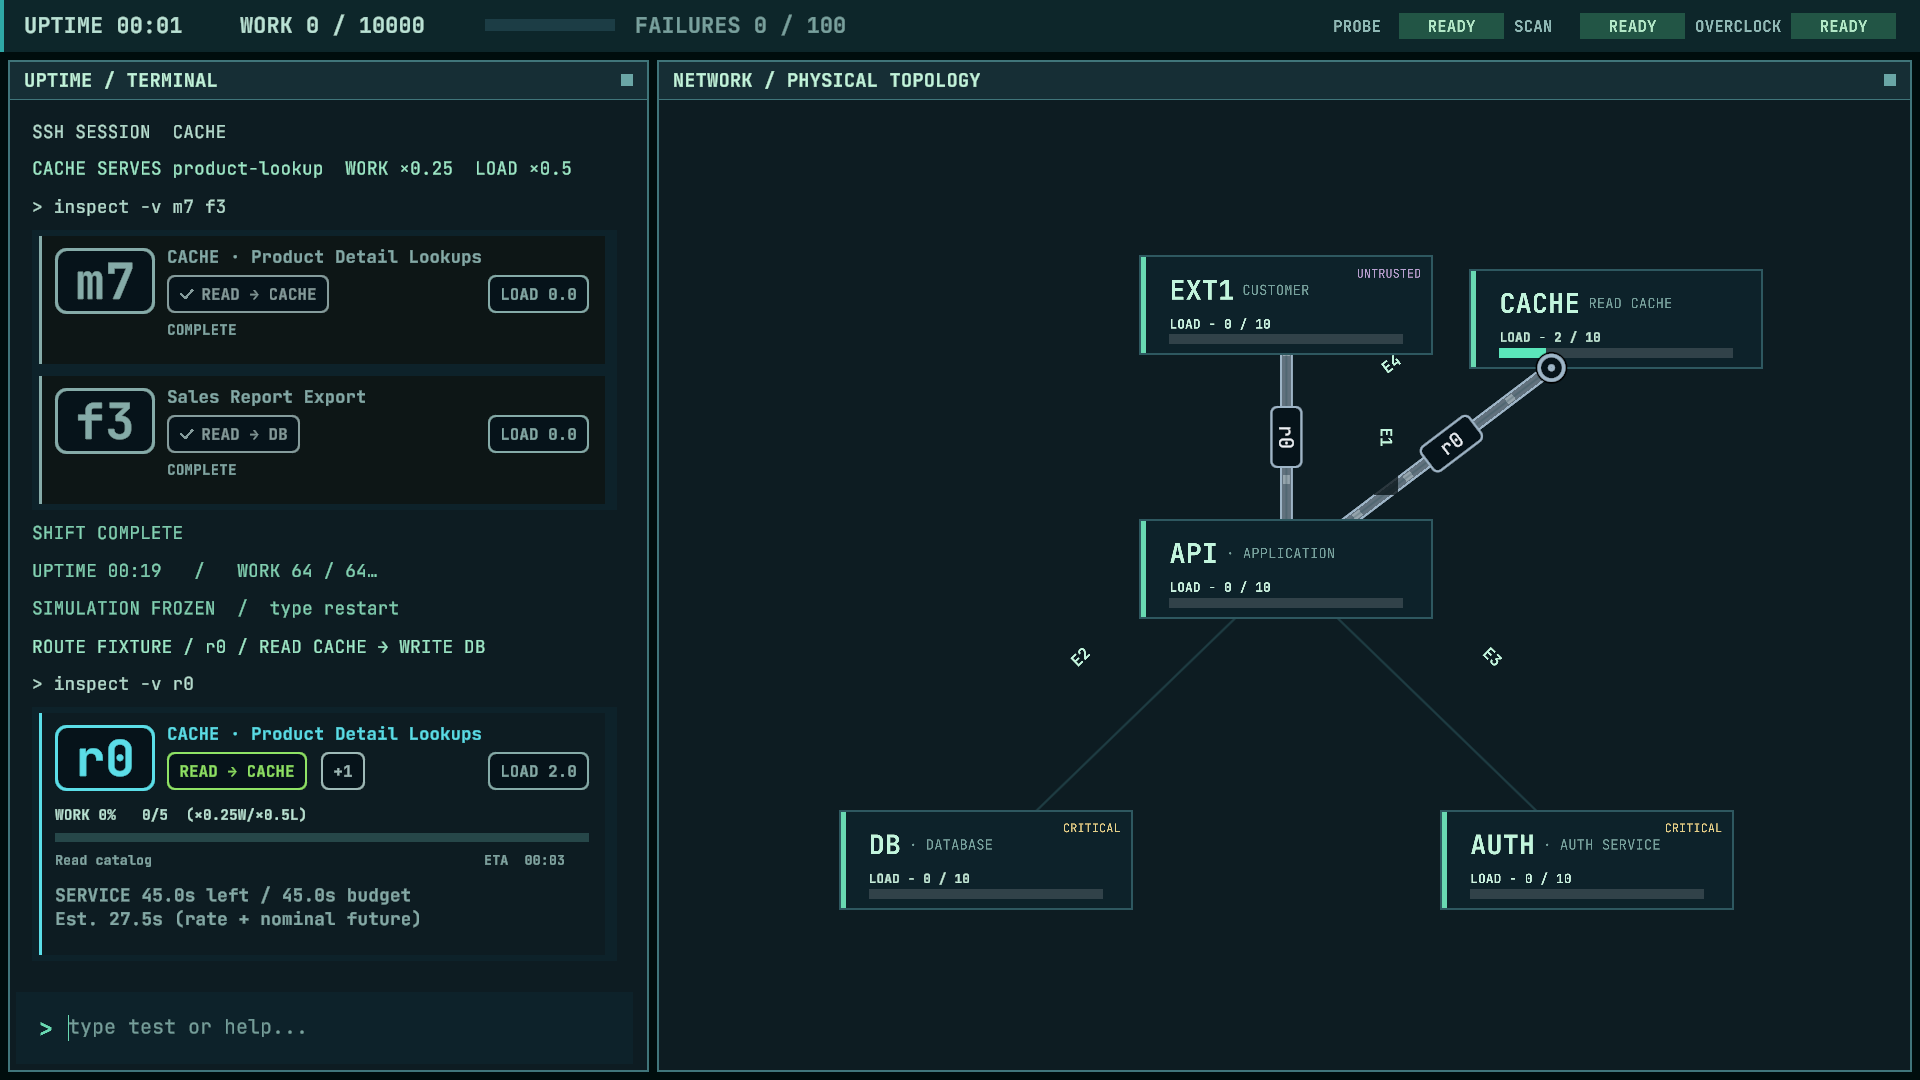 UPTIME 00:01 WORK 0 / 10000 FAILURES 0 / 100 PROBE READY SCAN READY OVERCLOCK READY
UPTIME / TERMINAL
SSH SESSION CACHE
CACHE SERVES product-lookup WORK ×0.25 LOAD ×0.5
> inspect -v m7 f3
m7
CACHE · Product Detail Lookups
✓ READ → CACHE
LOAD 0.0
COMPLETE
f3
Sales Report Export
✓ READ → DB
LOAD 0.0
COMPLETE
SHIFT COMPLETE
UPTIME 00:19 / WORK 64 / 64…
SIMULATION FROZEN / type restart
ROUTE FIXTURE / r0 / READ CACHE → WRITE DB
> inspect -v r0
r0
CACHE · Product Detail Lookups
READ → CACHE
+1
LOAD 2.0
WORK 0% 0/5 (×0.25W/×0.5L)
Read catalog ETA 00:03
SERVICE 45.0s left / 45.0s budget
Est. 27.5s (rate + nominal future)
> type test or help...
NETWORK / PHYSICAL TOPOLOGY
UNTRUSTED
EXT1 CUSTOMER
LOAD - 0 / 10
CACHE READ CACHE
LOAD - 2 / 10
E4
r0
E1
r0
API · APPLICATION
LOAD - 0 / 10
E2
E3
CRITICAL
DB · DATABASE
LOAD - 0 / 10
CRITICAL
AUTH · AUTH SERVICE
LOAD - 0 / 10